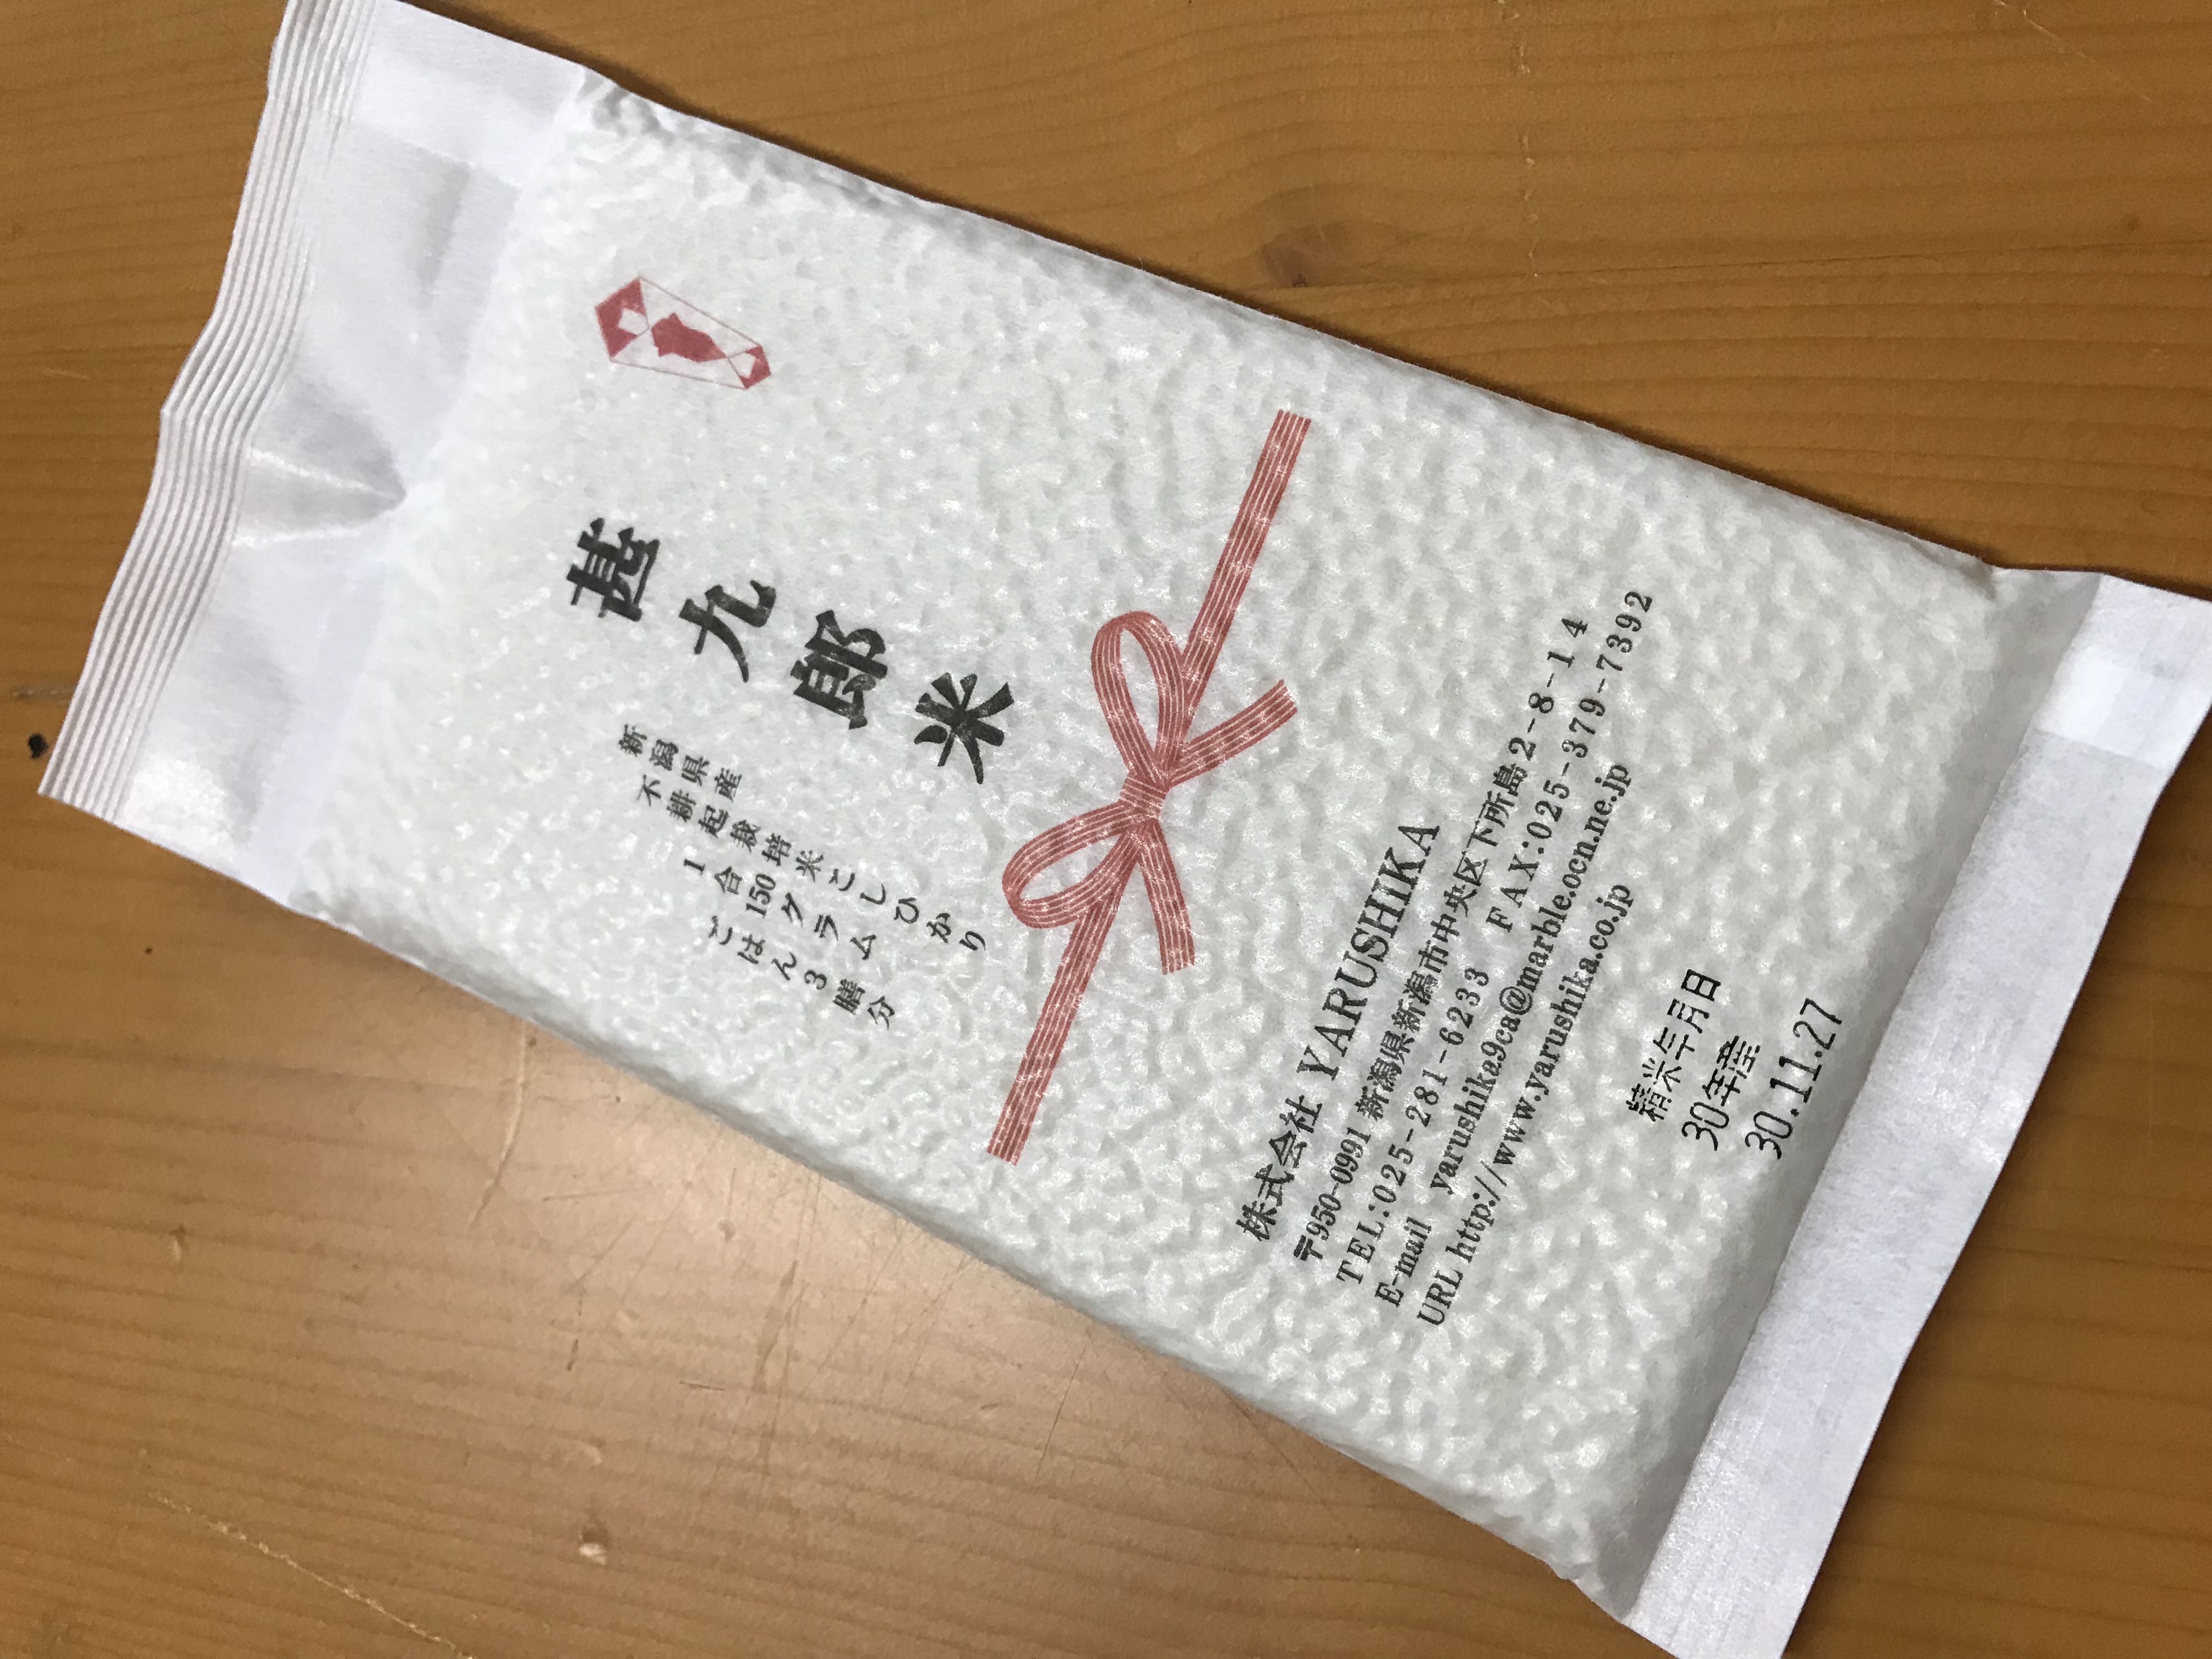 甚九郎米
新潟県産こしひかり
不耕起栽培米
1合150グラム
ごはん3膳分
株式会社 YARUSHIKA
〒950-0991 新潟県新潟市中央区下所島2-8-14
TEL:025-281-6233 FAX:025-379-7392
E-mail yarushika9ca@marble.ocn.ne.jp
URL http://www.yarushika.co.jp
精米年月日
30年産
30.11.27